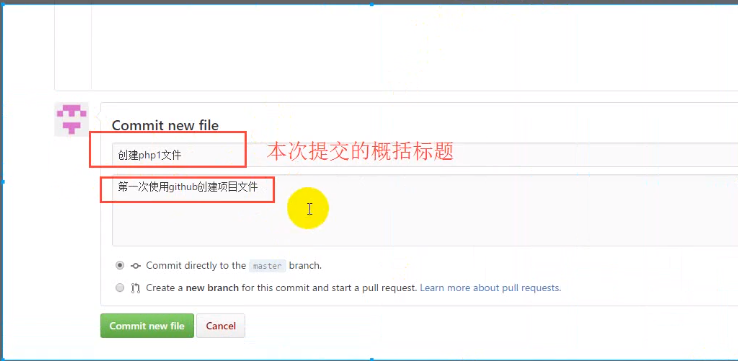 Commit new file
创建php1文件
本次提交的概括标题
第一次使用github创建项目文件
Commit directly to the master branch.
Create a new branch for this commit and start a pull request. Learn more about pull requests.
Commit new file
Cancel